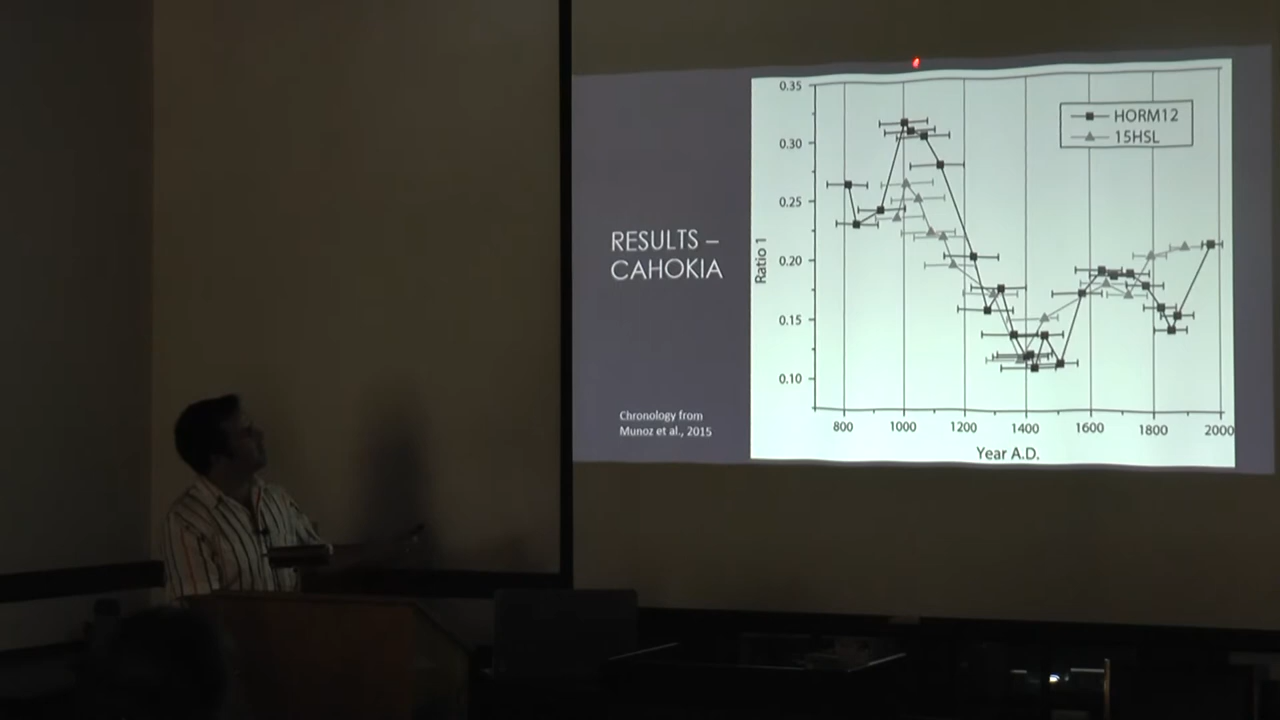 RESULTS –
CAHOKIA
Chronology from
Munoz et al., 2015
0.35
0.30
0.25
0.20
0.15
0.10
Ratio 1
HORM12
15HSL
800
1000
1200
1400
1600
1800
2000
Year A.D.